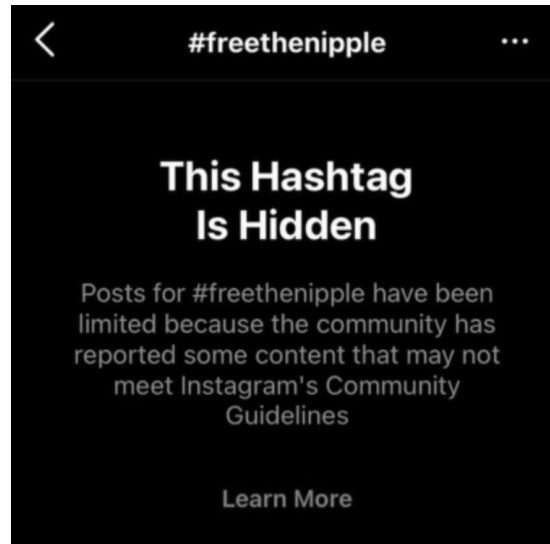 #freethenipple
This Hashtag
Is Hidden
Posts for #freethenipple have been
limited because the community has
reported some content that may not
meet Instagram's Community
Guidelines
Learn More